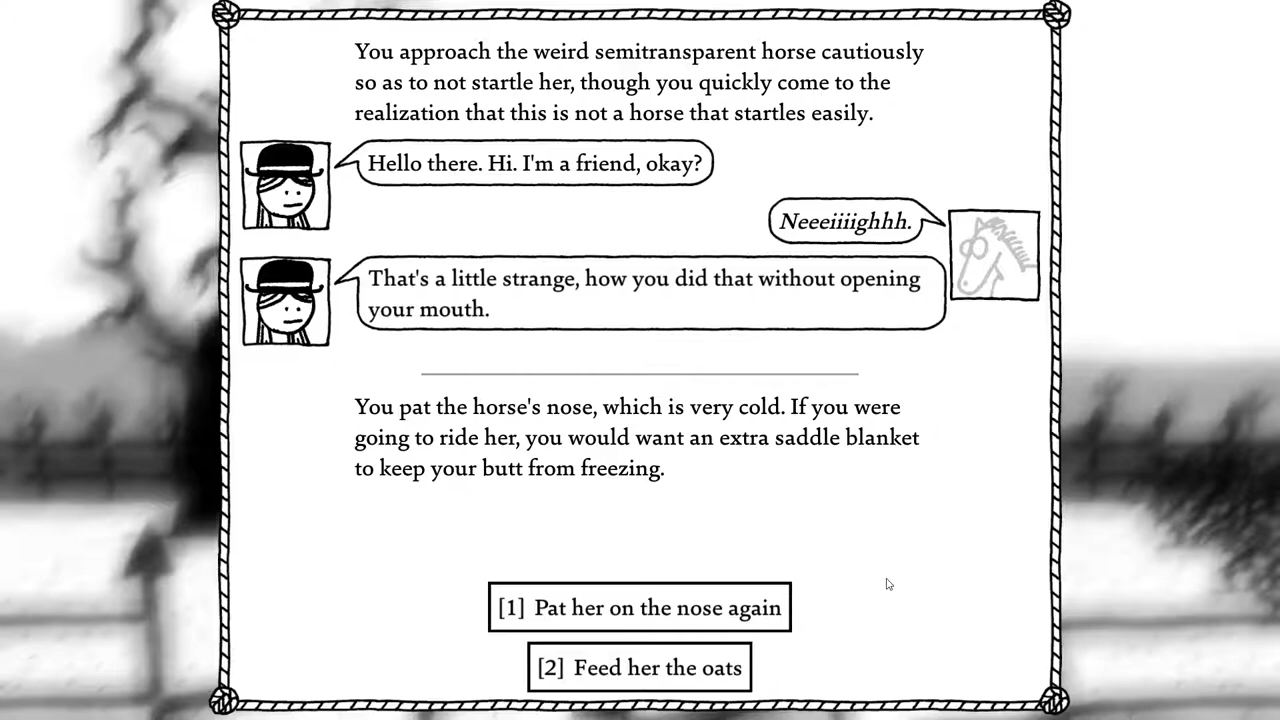 You approach the weird semitransparent horse cautiously
so as to not startle her, though you quickly come to the
realization that this is not a horse that startles easily.
Hello there. Hi. I'm a friend, okay?
Neeeiiiighhh.
That's a little strange, how you did that without opening
your mouth.
You pat the horse's nose, which is very cold. If you were
going to ride her, you would want an extra saddle blanket
to keep your butt from freezing.
[1] Pat her on the nose again
[2] Feed her the oats